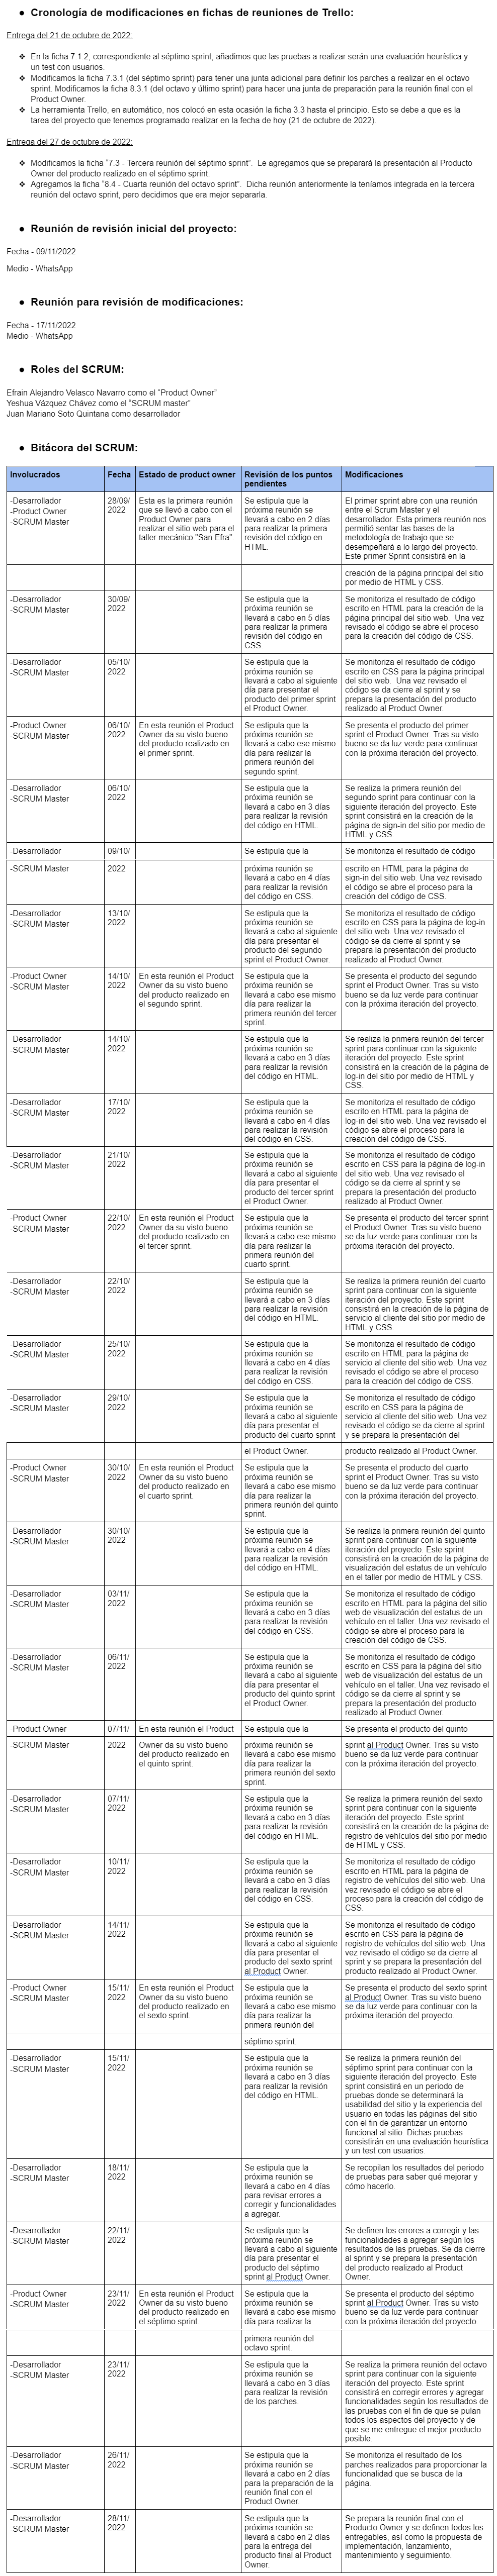 ● Cronología de modificaciones en fichas de reuniones de Trello:
Entrega del 21 de octubre de 2022:
❖ En la ficha 7.1.2, correspondiente al séptimo sprint, añadimos que las pruebas a realizar serán una evaluación heurística y
un test con usuarios.
❖ Modificamos la ficha 7.3.1 (del séptimo sprint) para tener una junta adicional para definir los parches a realizar en el octavo
sprint. Modificamos la ficha 8.3.1 (del octavo y último sprint) para hacer una junta de preparación para la reunión final con el
Product Owner.
❖ La herramienta Trello, en automático, nos colocó en esta ocasión la ficha 3.3 hasta el principio. Esto se debe a que es la
tarea del proyecto que tenemos programado realizar en la fecha de hoy (21 de octubre de 2022).
Entrega del 27 de octubre de 2022:
❖ Modificamos la ficha "7.3 - Tercera reunión del séptimo sprint". Le agregamos que se preparará la presentación al Producto
Owner del producto realizado en el séptimo sprint.
❖ Agregamos la ficha "8.4 - Cuarta reunión del octavo sprint". Dicha reunión anteriormente la teníamos integrada en la tercera
reunión del octavo sprint, pero decidimos que era mejor separarla.
● Reunión de revisión inicial del proyecto:
Fecha - 09/11/2022
Medio - WhatsApp
● Reunión para revisión de modificaciones:
Fecha - 17/11/2022
Medio - WhatsApp
● Roles del SCRUM:
Efrain Alejandro Velasco Navarro como el "Product Owner"
Yeshua Vázquez Chávez como el "SCRUM master"
Juan Mariano Soto Quintana como desarrollador
● Bitácora del SCRUM:
Involucrados
Fecha
Estado de product owner
Revisión de los puntos
pendientes
Modificaciones
-Desarrollador
-Product Owner
-SCRUM Master
28/09/
2022
Esta es la primera reunión
que se llevó a cabo con el
Product Owner para
realizar el sitio web para el
taller mecánico "San Efra".
Se estipula que la
próxima reunión se
llevará a cabo en 2 días
para realizar la primera
revisión del código en
HTML.
El primer sprint abre con una reunión
entre el Scrum Master y el
desarrollador. Esta primera reunión nos
permitió sentar las bases de la
metodología de trabajo que se
desempeñará a lo largo del proyecto.
Este primer Sprint consistirá en la
creación de la página principal del sitio
por medio de HTML y CSS.
-Desarrollador
-SCRUM Master
30/09/
2022
Se estipula que la
próxima reunión se
llevará a cabo en 5 días
para realizar la primera
revisión del código en
CSS.
Se monitoriza el resultado de código
escrito en HTML para la creación de la
página principal del sitio web. Una vez
revisado el código se abre el proceso
para la creación del código de CSS.
-Desarrollador
-SCRUM Master
05/10/
2022
Se estipula que la
próxima reunión se
llevará a cabo al siguiente
día para presentar el
producto del primer sprint
el Product Owner.
Se monitoriza el resultado de código
escrito en CSS para la página principal
del sitio web. Una vez revisado el
código se da cierre al sprint y se
prepara la presentación del producto
realizado al Product Owner.
-Product Owner
-SCRUM Master
06/10/
2022
En esta reunión el Product
Owner da su visto bueno
del producto realizado en
el primer sprint.
Se estipula que la
próxima reunión se
llevará a cabo ese mismo
día para realizar la
primera reunión del
segundo sprint.
Se presenta el producto del primer
sprint el Product Owner. Tras su visto
bueno se da luz verde para continuar
con la próxima iteración del proyecto.
-Desarrollador
-SCRUM Master
06/10/
2022
Se estipula que la
próxima reunión se
llevará a cabo en 3 días
para realizar la revisión
del código en HTML.
Se realiza la primera reunión del
segundo sprint para continuar con la
siguiente iteración del proyecto. Este
sprint consistirá en la creación de la
página de sign-in del sitio por medio de
HTML y CSS.
-Desarrollador
09/10/
Se estipula que la
Se monitoriza el resultado de código
-SCRUM Master
2022
próxima reunión se
llevará a cabo en 4 días
para realizar la revisión
del código en CSS.
escrito en HTML para la página de
sign-in del sitio web. Una vez revisado
el código se abre el proceso para la
creación del código de CSS.
-Desarrollador
-SCRUM Master
13/10/
2022
Se estipula que la
próxima reunión se
llevará a cabo al siguiente
día para presentar el
producto del segundo
sprint el Product Owner.
Se monitoriza el resultado de código
escrito en CSS para la página de log-in
del sitio web. Una vez revisado el
código se da cierre al sprint y se
prepara la presentación del producto
realizado al Product Owner.
-Product Owner
-SCRUM Master
14/10/
2022
En esta reunión el Product
Owner da su visto bueno
del producto realizado en
el segundo sprint.
Se estipula que la
próxima reunión se
llevará a cabo ese mismo
día para realizar la
primera reunión del tercer
sprint.
Se presenta el producto del segundo
sprint el Product Owner. Tras su visto
bueno se da luz verde para continuar
con la próxima iteración del proyecto.
-Desarrollador
-SCRUM Master
14/10/
2022
Se estipula que la
próxima reunión se
llevará a cabo en 3 días
para realizar la revisión
del código en HTML.
Se realiza la primera reunión del tercer
sprint para continuar con la siguiente
iteración del proyecto. Este sprint
consistirá en la creación de la página de
log-in del sitio por medio de HTML y
CSS.
-Desarrollador
-SCRUM Master
17/10/
2022
Se estipula que la
próxima reunión se
llevará a cabo en 4 días
para realizar la revisión
del código en CSS.
Se monitoriza el resultado de código
escrito en HTML para la página de
log-in del sitio web. Una vez revisado el
código se abre el proceso para la
creación del código de CSS.
-Desarrollador
-SCRUM Master
21/10/
2022
Se estipula que la
próxima reunión se
llevará a cabo al siguiente
día para presentar el
producto del tercer sprint
el Product Owner.
Se monitoriza el resultado de código
escrito en CSS para la página de log-in
del sitio web. Una vez revisado el
código se da cierre al sprint y se
prepara la presentación del producto
realizado al Product Owner.
-Product Owner
-SCRUM Master
22/10/
2022
En esta reunión el Product
Owner da su visto bueno
del producto realizado en
el tercer sprint.
Se estipula que la
próxima reunión se
llevará a cabo ese mismo
día para realizar la
primera reunión del
cuarto sprint.
Se presenta el producto del tercer sprint
el Product Owner. Tras su visto bueno
se da luz verde para continuar con la
próxima iteración del proyecto.
-Desarrollador
-SCRUM Master
22/10/
2022
Se estipula que la
próxima reunión se
llevará a cabo en 3 días
para realizar la revisión
del código en HTML.
Se realiza la primera reunión del cuarto
sprint para continuar con la siguiente
iteración del proyecto. Este sprint
consistirá en la creación de la página de
servicio al cliente del sitio por medio de
HTML y CSS.
-Desarrollador
-SCRUM Master
25/10/
2022
Se estipula que la
próxima reunión se
llevará a cabo en 4 días
para realizar la revisión
del código en CSS.
Se monitoriza el resultado de código
escrito en HTML para la página de
servicio al cliente del sitio web. Una vez
revisado el código se abre el proceso
para la creación del código de CSS.
-Desarrollador
-SCRUM Master
29/10/
2022
Se estipula que la
próxima reunión se
llevará a cabo al siguiente
día para presentar el
producto del cuarto sprint
Se monitoriza el resultado de código
escrito en CSS para la página de
servicio al cliente del sitio web. Una vez
revisado el código se da cierre al sprint
y se prepara la presentación del
el Product Owner.
producto realizado al Product Owner.
-Product Owner
-SCRUM Master
30/10/
2022
En esta reunión el Product
Owner da su visto bueno
del producto realizado en
el cuarto sprint.
Se estipula que la
próxima reunión se
llevará a cabo ese mismo
día para realizar la
primera reunión del quinto
sprint.
Se presenta el producto del cuarto
sprint el Product Owner. Tras su visto
bueno se da luz verde para continuar
con la próxima iteración del proyecto.
-Desarrollador
-SCRUM Master
30/10/
2022
Se estipula que la
próxima reunión se
llevará a cabo en 4 días
para realizar la revisión
del código en HTML.
Se realiza la primera reunión del quinto
sprint para continuar con la siguiente
iteración del proyecto. Este sprint
consistirá en la creación de la página de
visualización del estatus de un vehículo
en el taller por medio de HTML y CSS.
-Desarrollador
-SCRUM Master
03/11/
2022
Se estipula que la
próxima reunión se
llevará a cabo en 3 días
para realizar la revisión
del código en CSS.
Se monitoriza el resultado de código
escrito en HTML para la página del sitio
web de visualización del estatus de un
vehículo en el taller. Una vez revisado el
código se abre el proceso para la
creación del código de CSS.
-Desarrollador
-SCRUM Master
06/11/
2022
Se estipula que la
próxima reunión se
llevará a cabo al siguiente
día para presentar el
producto del quinto sprint
el Product Owner.
Se monitoriza el resultado de código
escrito en CSS para la página del sitio
web de visualización del estatus de un
vehículo en el taller. Una vez revisado el
código se da cierre al sprint y se
prepara la presentación del producto
realizado al Product Owner.
-Product Owner
07/11/
En esta reunión el Product
Se estipula que la
Se presenta el producto del quinto
-SCRUM Master
2022
Owner da su visto bueno
del producto realizado en
el quinto sprint.
próxima reunión se
llevará a cabo ese mismo
día para realizar la
primera reunión del sexto
sprint.
sprint al Product Owner. Tras su visto
bueno se da luz verde para continuar
con la próxima iteración del proyecto.
-Desarrollador
-SCRUM Master
07/11/
2022
Se estipula que la
próxima reunión se
llevará a cabo en 3 días
para realizar la revisión
del código en HTML.
Se realiza la primera reunión del sexto
sprint para continuar con la siguiente
iteración del proyecto. Este sprint
consistirá en la creación de la página de
registro de vehículos del sitio por medio
de HTML y CSS.
-Desarrollador
-SCRUM Master
10/11/
2022
Se estipula que la
próxima reunión se
llevará a cabo en 3 días
para realizar la revisión
del código en CSS.
Se monitoriza el resultado de código
escrito en HTML para la página de
registro de vehículos del sitio web. Una
vez revisado el código se abre el
proceso para la creación del código de
CSS.
-Desarrollador
-SCRUM Master
14/11/
2022
Se estipula que la
próxima reunión se
llevará a cabo al siguiente
día para presentar el
producto del sexto sprint
al Product Owner.
Se monitoriza el resultado de código
escrito en CSS para la página de
registro de vehículos del sitio web. Una
vez revisado el código se da cierre al
sprint y se prepara la presentación del
producto realizado al Product Owner.
-Product Owner
-SCRUM Master
15/11/
2022
En esta reunión el Product
Owner da su visto bueno
del producto realizado en
el sexto sprint.
Se estipula que la
próxima reunión se
llevará a cabo ese mismo
día para realizar la
primera reunión del
Se presenta el producto del sexto sprint
al Product Owner. Tras su visto bueno
se da luz verde para continuar con la
próxima iteración del proyecto.
séptimo sprint.
-Desarrollador
-SCRUM Master
15/11/
2022
Se estipula que la
próxima reunión se
llevará a cabo en 3 días
para realizar la revisión
del código en HTML.
Se realiza la primera reunión del
séptimo sprint para continuar con la
siguiente iteración del proyecto. Este
sprint consistirá en un periodo de
pruebas donde se determinará la
usabilidad del sitio y la experiencia del
usuario en todas las páginas del sitio
con el fin de garantizar un entorno
funcional al sitio. Dichas pruebas
consistirán en una evaluación heurística
y un test con usuarios.
-Desarrollador
-SCRUM Master
18/11/
2022
Se estipula que la
próxima reunión se
llevará a cabo en 4 días
para revisar errores a
corregir y funcionalidades
a agregar.
Se recopilan los resultados del periodo
de pruebas para saber qué mejorar y
cómo hacerlo.
-Desarrollador
-SCRUM Master
22/11/
2022
Se estipula que la
próxima reunión se
llevará a cabo al siguiente
día para presentar el
producto del séptimo
sprint al Product Owner.
Se definen los errores a corregir y las
funcionalidades a agregar según los
resultados de las pruebas. Se da cierre
al sprint y se prepara la presentación
del producto realizado al Product
Owner.
-Product Owner
-SCRUM Master
23/11/
2022
En esta reunión el Product
Owner da su visto bueno
del producto realizado en
el séptimo sprint.
Se estipula que la
próxima reunión se
llevará a cabo ese mismo
día para realizar la
Se presenta el producto del séptimo
sprint al Product Owner. Tras su visto
bueno se da luz verde para continuar
con la próxima iteración del proyecto.
primera reunión del
octavo sprint.
-Desarrollador
-SCRUM Master
23/11/
2022
Se estipula que la
próxima reunión se
llevará a cabo en 3 días
para realizar la revisión
de los parches.
Se realiza la primera reunión del octavo
sprint para continuar con la siguiente
iteración del proyecto. Este sprint
consistirá en corregir errores y agregar
funcionalidades según los resultados de
las pruebas con el fin de que se pulan
todos los aspectos del proyecto y de
que se me entregue el mejor producto
posible.
-Desarrollador
-SCRUM Master
26/11/
2022
Se estipula que la
próxima reunión se
llevará a cabo en 2 días
para la preparación de la
reunión final con el
Product Owner.
Se monitoriza el resultado de los
parches realizados para proporcionar la
funcionalidad que se busca de la
página.
-Desarrollador
-SCRUM Master
28/11/
2022
Se estipula que la
próxima reunión se
llevará a cabo en 2 días
para la entrega del
producto final al Product
Owner.
Se prepara la reunión final con el
Producto Owner y se definen todos los
entregables, así como la propuesta de
implementación, lanzamiento,
mantenimiento y seguimiento.